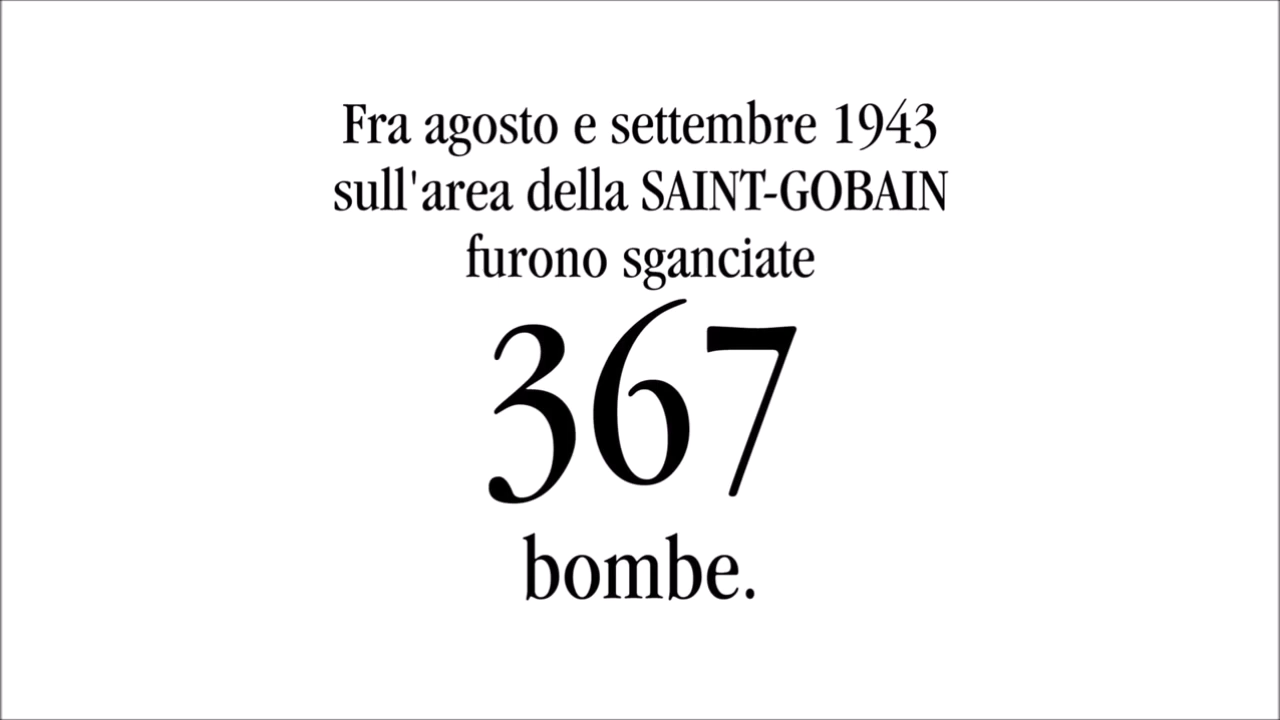 Fra agosto e settembre 1943
sull'area della SAINT-GOBAIN
furono sganciate
367
bombe.